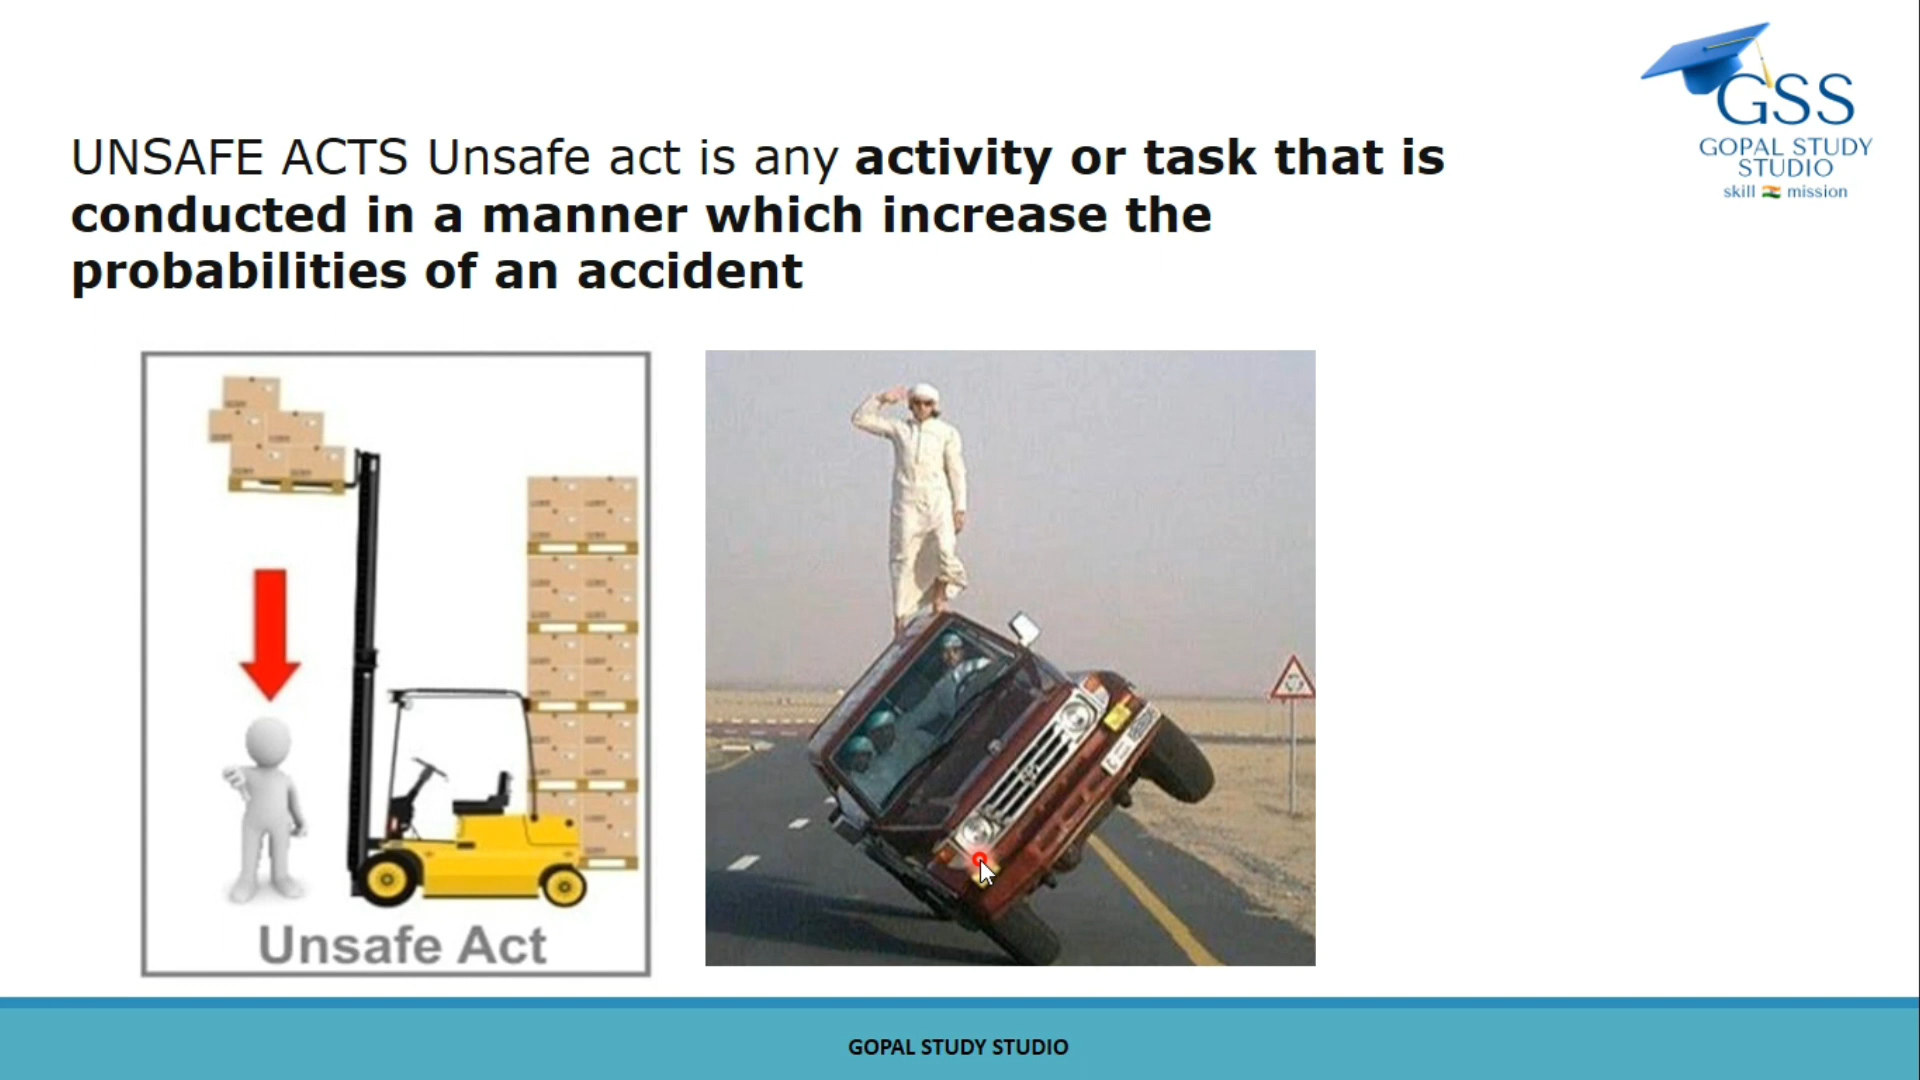 GSS
GOPAL STUDY
STUDIO
skill mission
UNSAFE ACTS Unsafe act is any activity or task that is
conducted in a manner which increase the
probabilities of an accident
Unsafe Act
GOPAL STUDY STUDIO